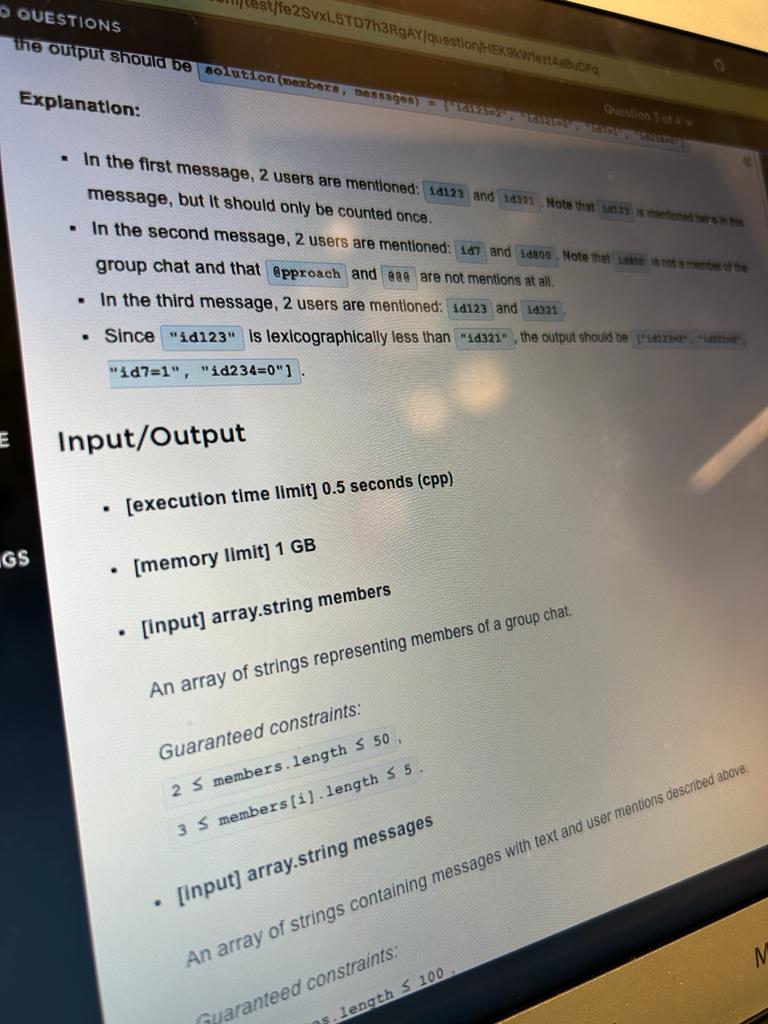 QUESTIONS
/test/fe2SvxL5TD7h3RgAY/question/HEK9kWfezt4aBuDFq
Question 3 of 4
the output should be solution(members, messages) = ["id123=2", "id321=2", "id7=1", "id234=0"]
Explanation:
▪ In the first message, 2 users are mentioned: id123 and id321. Note that id123 is mentioned twice in this
message, but it should only be counted once.
▪ In the second message, 2 users are mentioned: id7 and id800. Note that id800 is not a member of the
group chat and that @pproach and @@@ are not mentions at all.
▪ In the third message, 2 users are mentioned: id123 and id321.
▪ Since "id123" is lexicographically less than "id321", the output should be ["id123=2", "id321=2",
"id7=1", "id234=0"].
E
Input/Output
• [execution time limit] 0.5 seconds (cpp)
GS
• [memory limit] 1 GB
• [input] array.string members
An array of strings representing members of a group chat.
Guaranteed constraints:
2 ≤ members.length ≤ 50,
3 ≤ members[i].length ≤ 5.
• [input] array.string messages
An array of strings containing messages with text and user mentions described above.
Guaranteed constraints:
es.length ≤ 100.
M